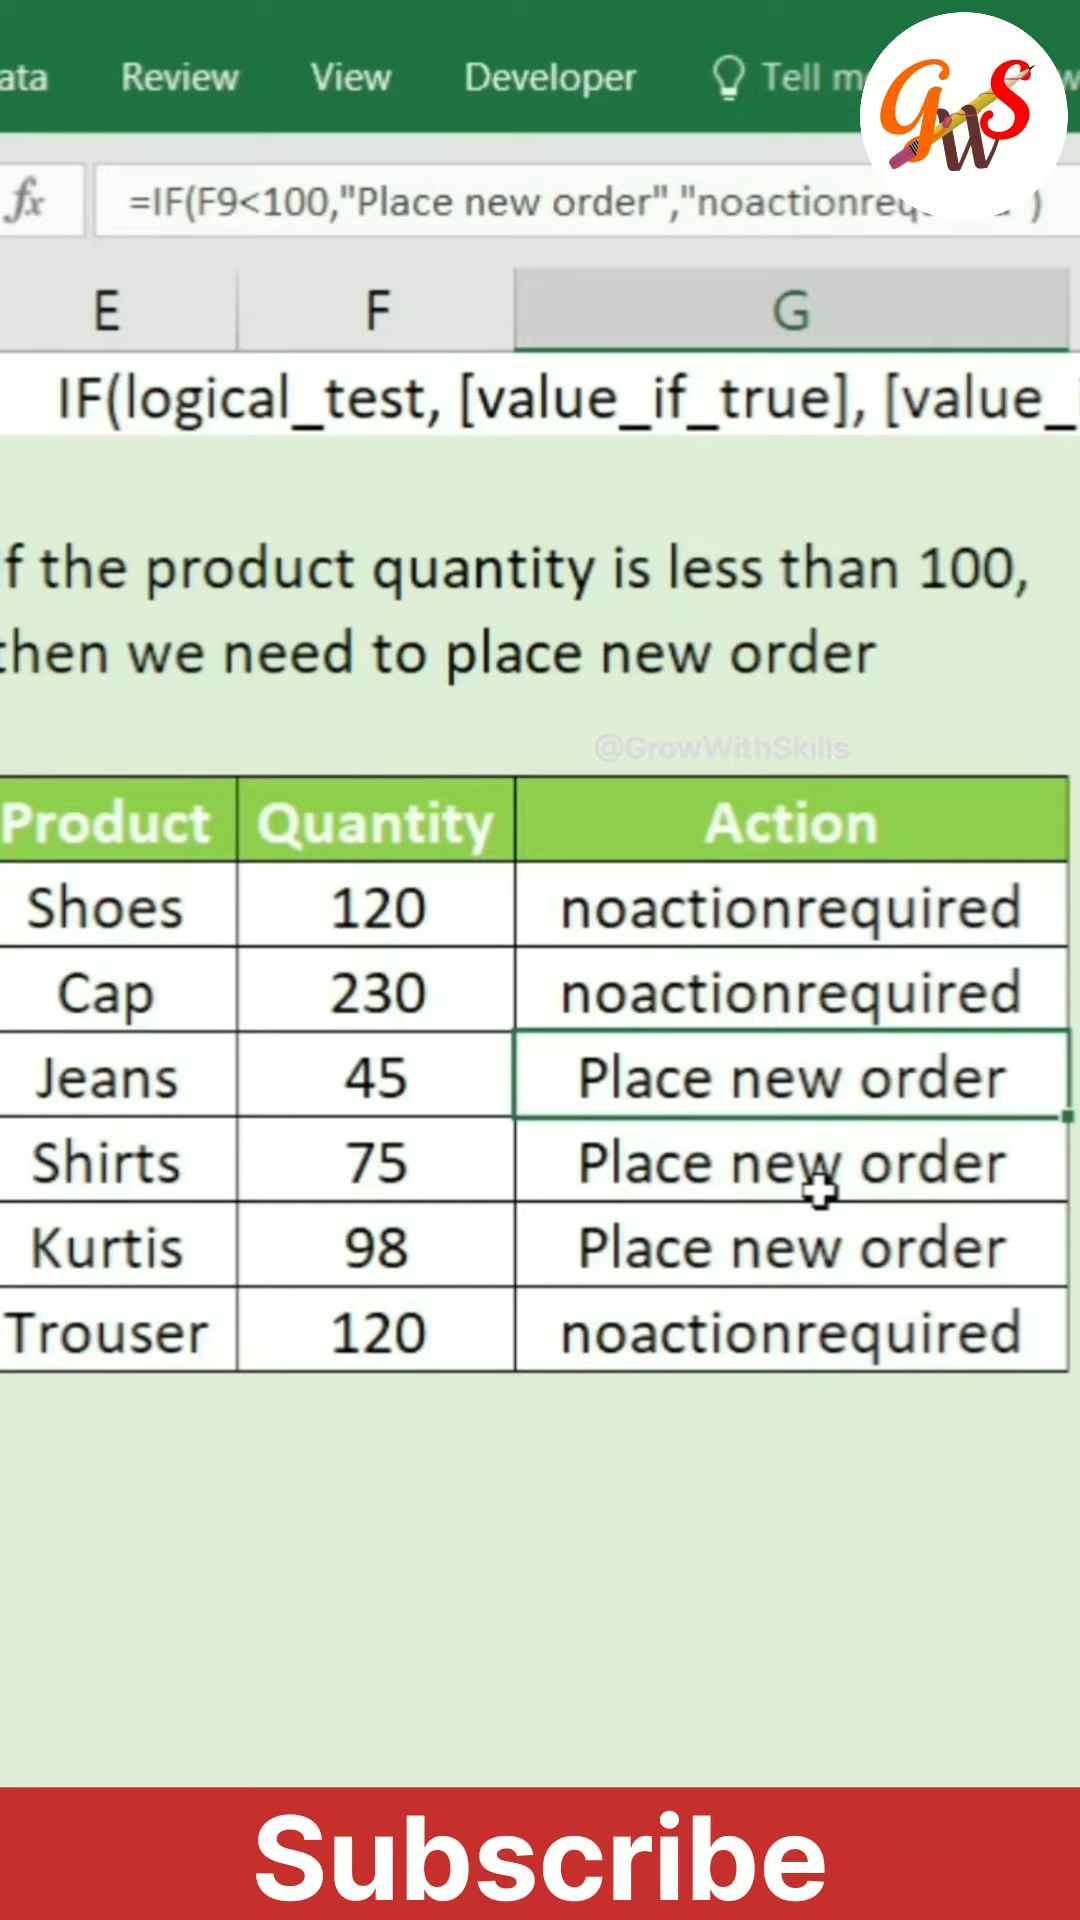 ata Review View Developer Tell
GwS
fx =IF(F9<100,"Place new order","noactionreq ")
E F G
IF(logical_test, [value_if_true], [value_
f the product quantity is less than 100,
then we need to place new order
@GrowWithSkills
Product Quantity Action
Shoes 120 noactionrequired
Cap 230 noactionrequired
Jeans 45 Place new order
Shirts 75 Place new order
Kurtis 98 Place new order
Trouser 120 noactionrequired
Subscribe